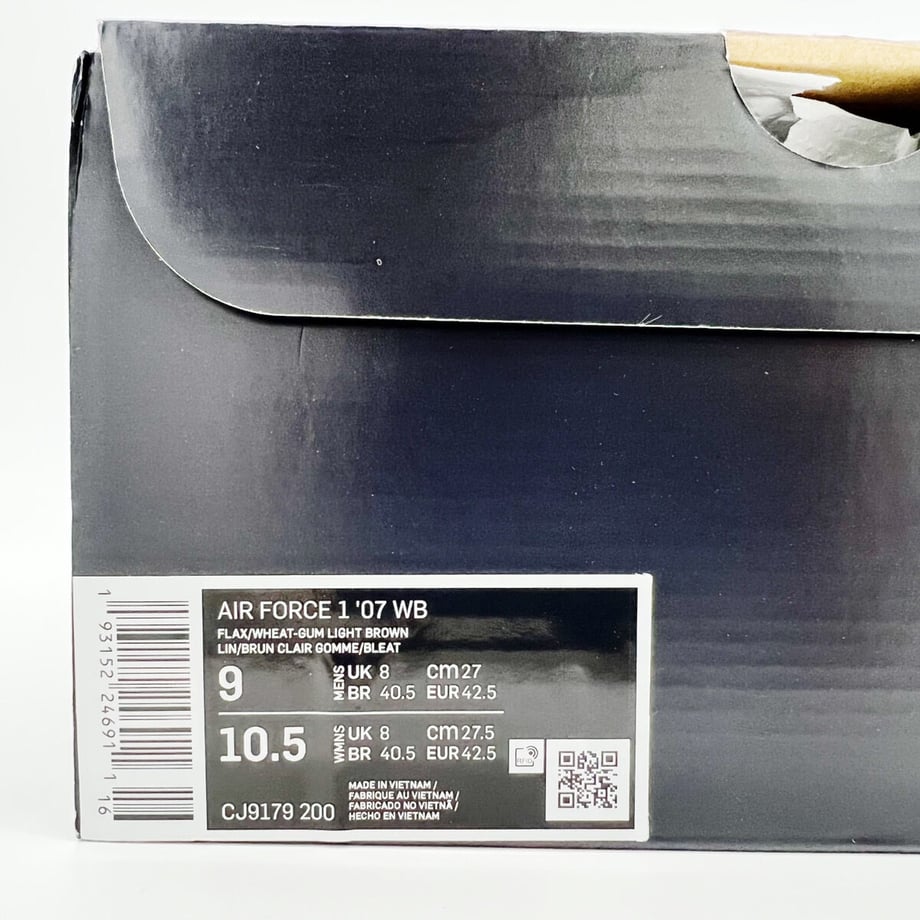 AIR FORCE 1 '07 WB
FLAX/WHEAT-GUM LIGHT BROWN
LIN/BRUN CLAIR GOMME/BLEAT
9 MENS UK 8 cm 27
BR 40.5 EUR 42.5
10.5 WMNS UK 8 cm 27.5
BR 40.5 EUR 42.5
RFID
CJ9179 200
MADE IN VIETNAM /
FABRIQUE AU VIETNAM /
FABRICADO NO VIETNÃ /
HECHO EN VIETNAM
1 93152 24691 1 16